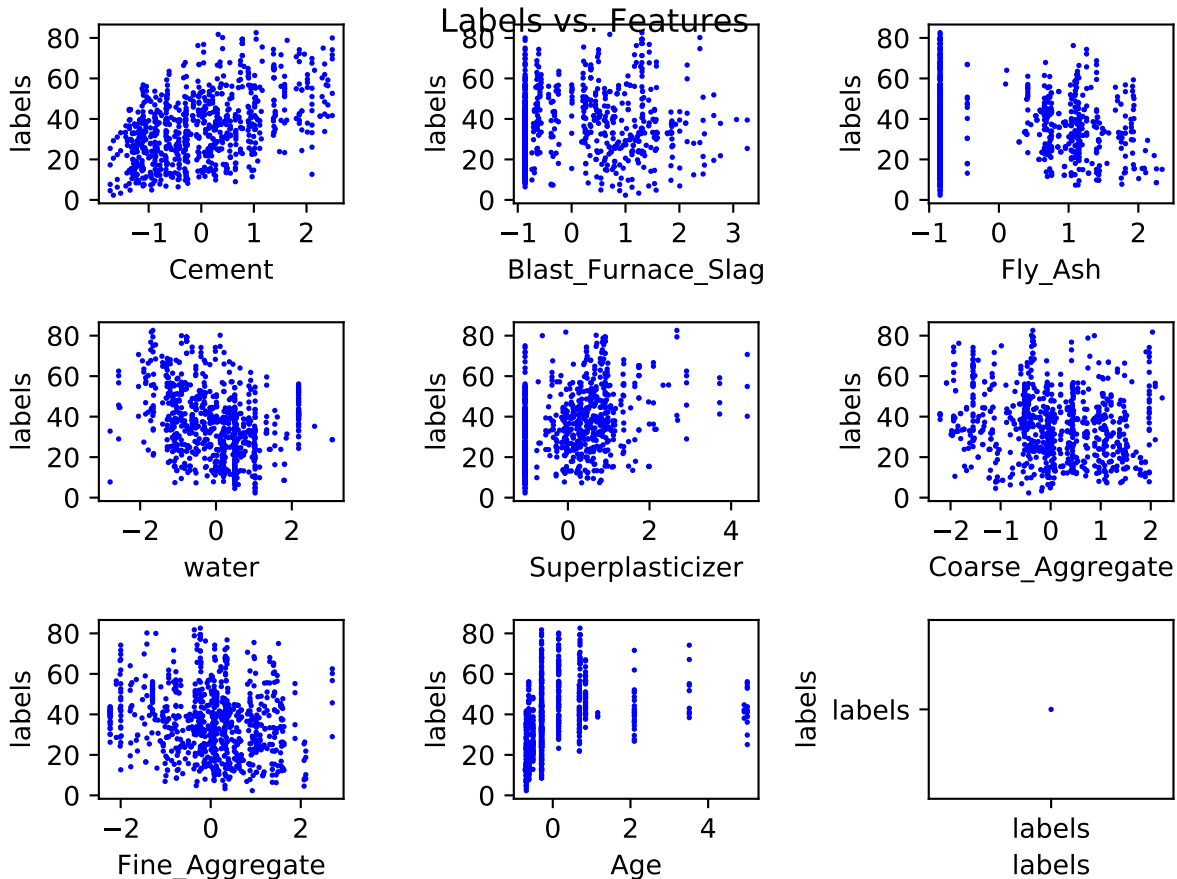 Labels vs. Features
80
60
40
20
0
labels
−1 0 1 2
Cement
80
60
40
20
0
labels
−1 0 1 2 3
Blast_Furnace_Slag
80
60
40
20
0
labels
−1 0 1 2
Fly_Ash
80
60
40
20
0
labels
−2 0 2
water
80
60
40
20
0
labels
0 2 4
Superplasticizer
80
60
40
20
0
labels
−2 −1 0 1 2
Coarse_Aggregate
80
60
40
20
0
labels
−2 0 2
Fine_Aggregate
80
60
40
20
0
labels
0 2 4
Age
labels
labels
labels
labels